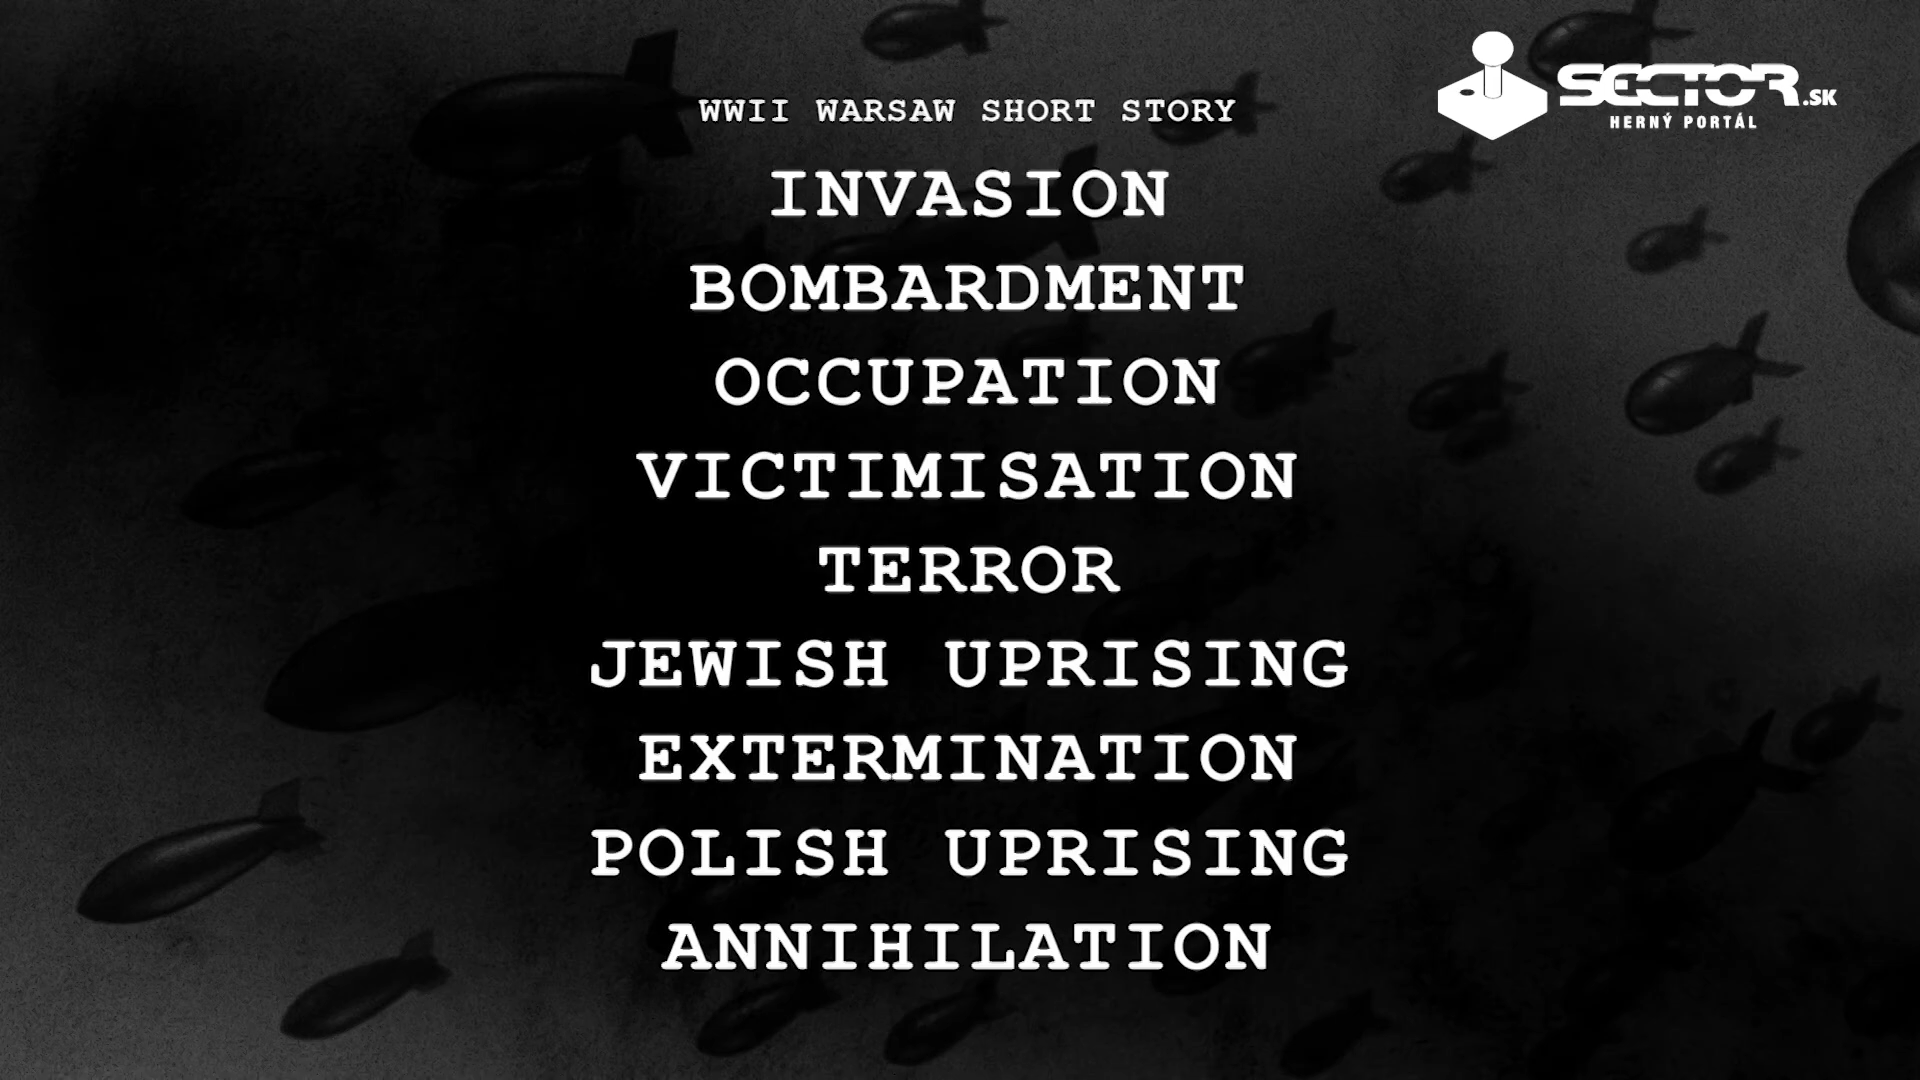 WWII WARSAW SHORT STORY
SECTOR.SK
HERNÝ PORTÁL
INVASION
BOMBARDMENT
OCCUPATION
VICTIMISATION
TERROR
JEWISH UPRISING
EXTERMINATION
POLISH UPRISING
ANNIHILATION